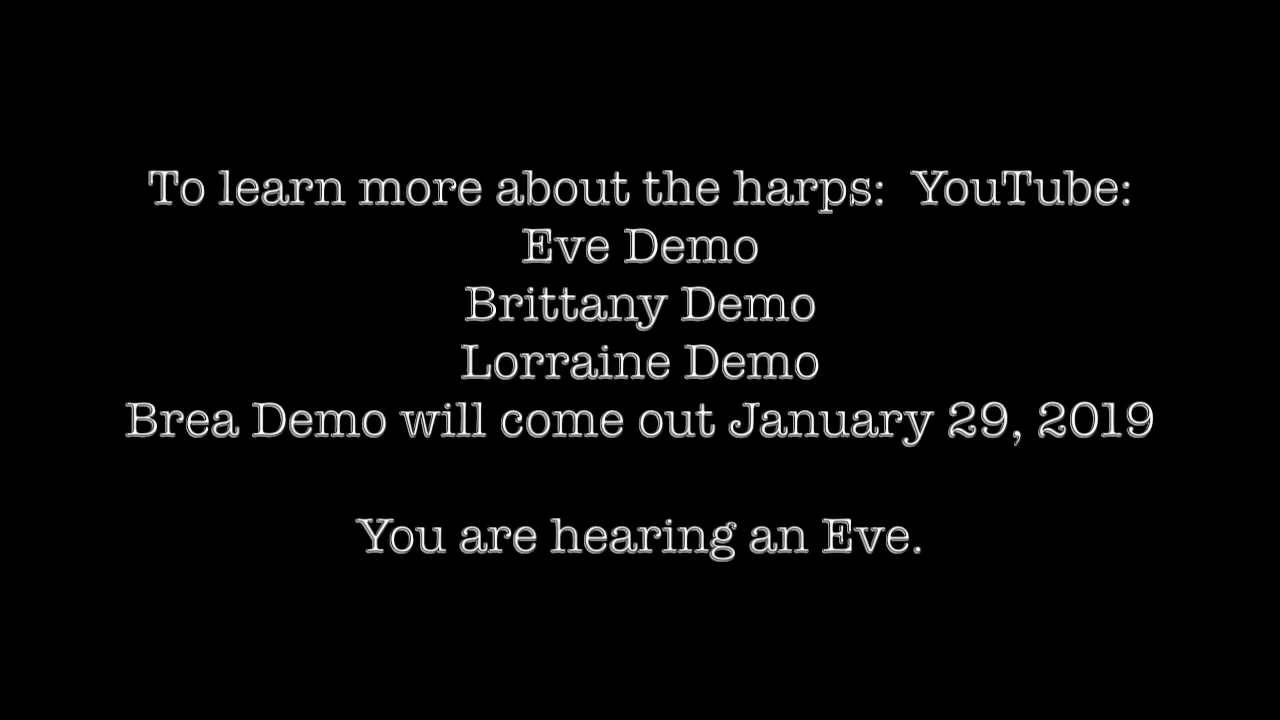 To learn more about the harps:  YouTube:
Eve Demo
Brittany Demo
Lorraine Demo
Brea Demo will come out January 29, 2019
You are hearing an Eve.